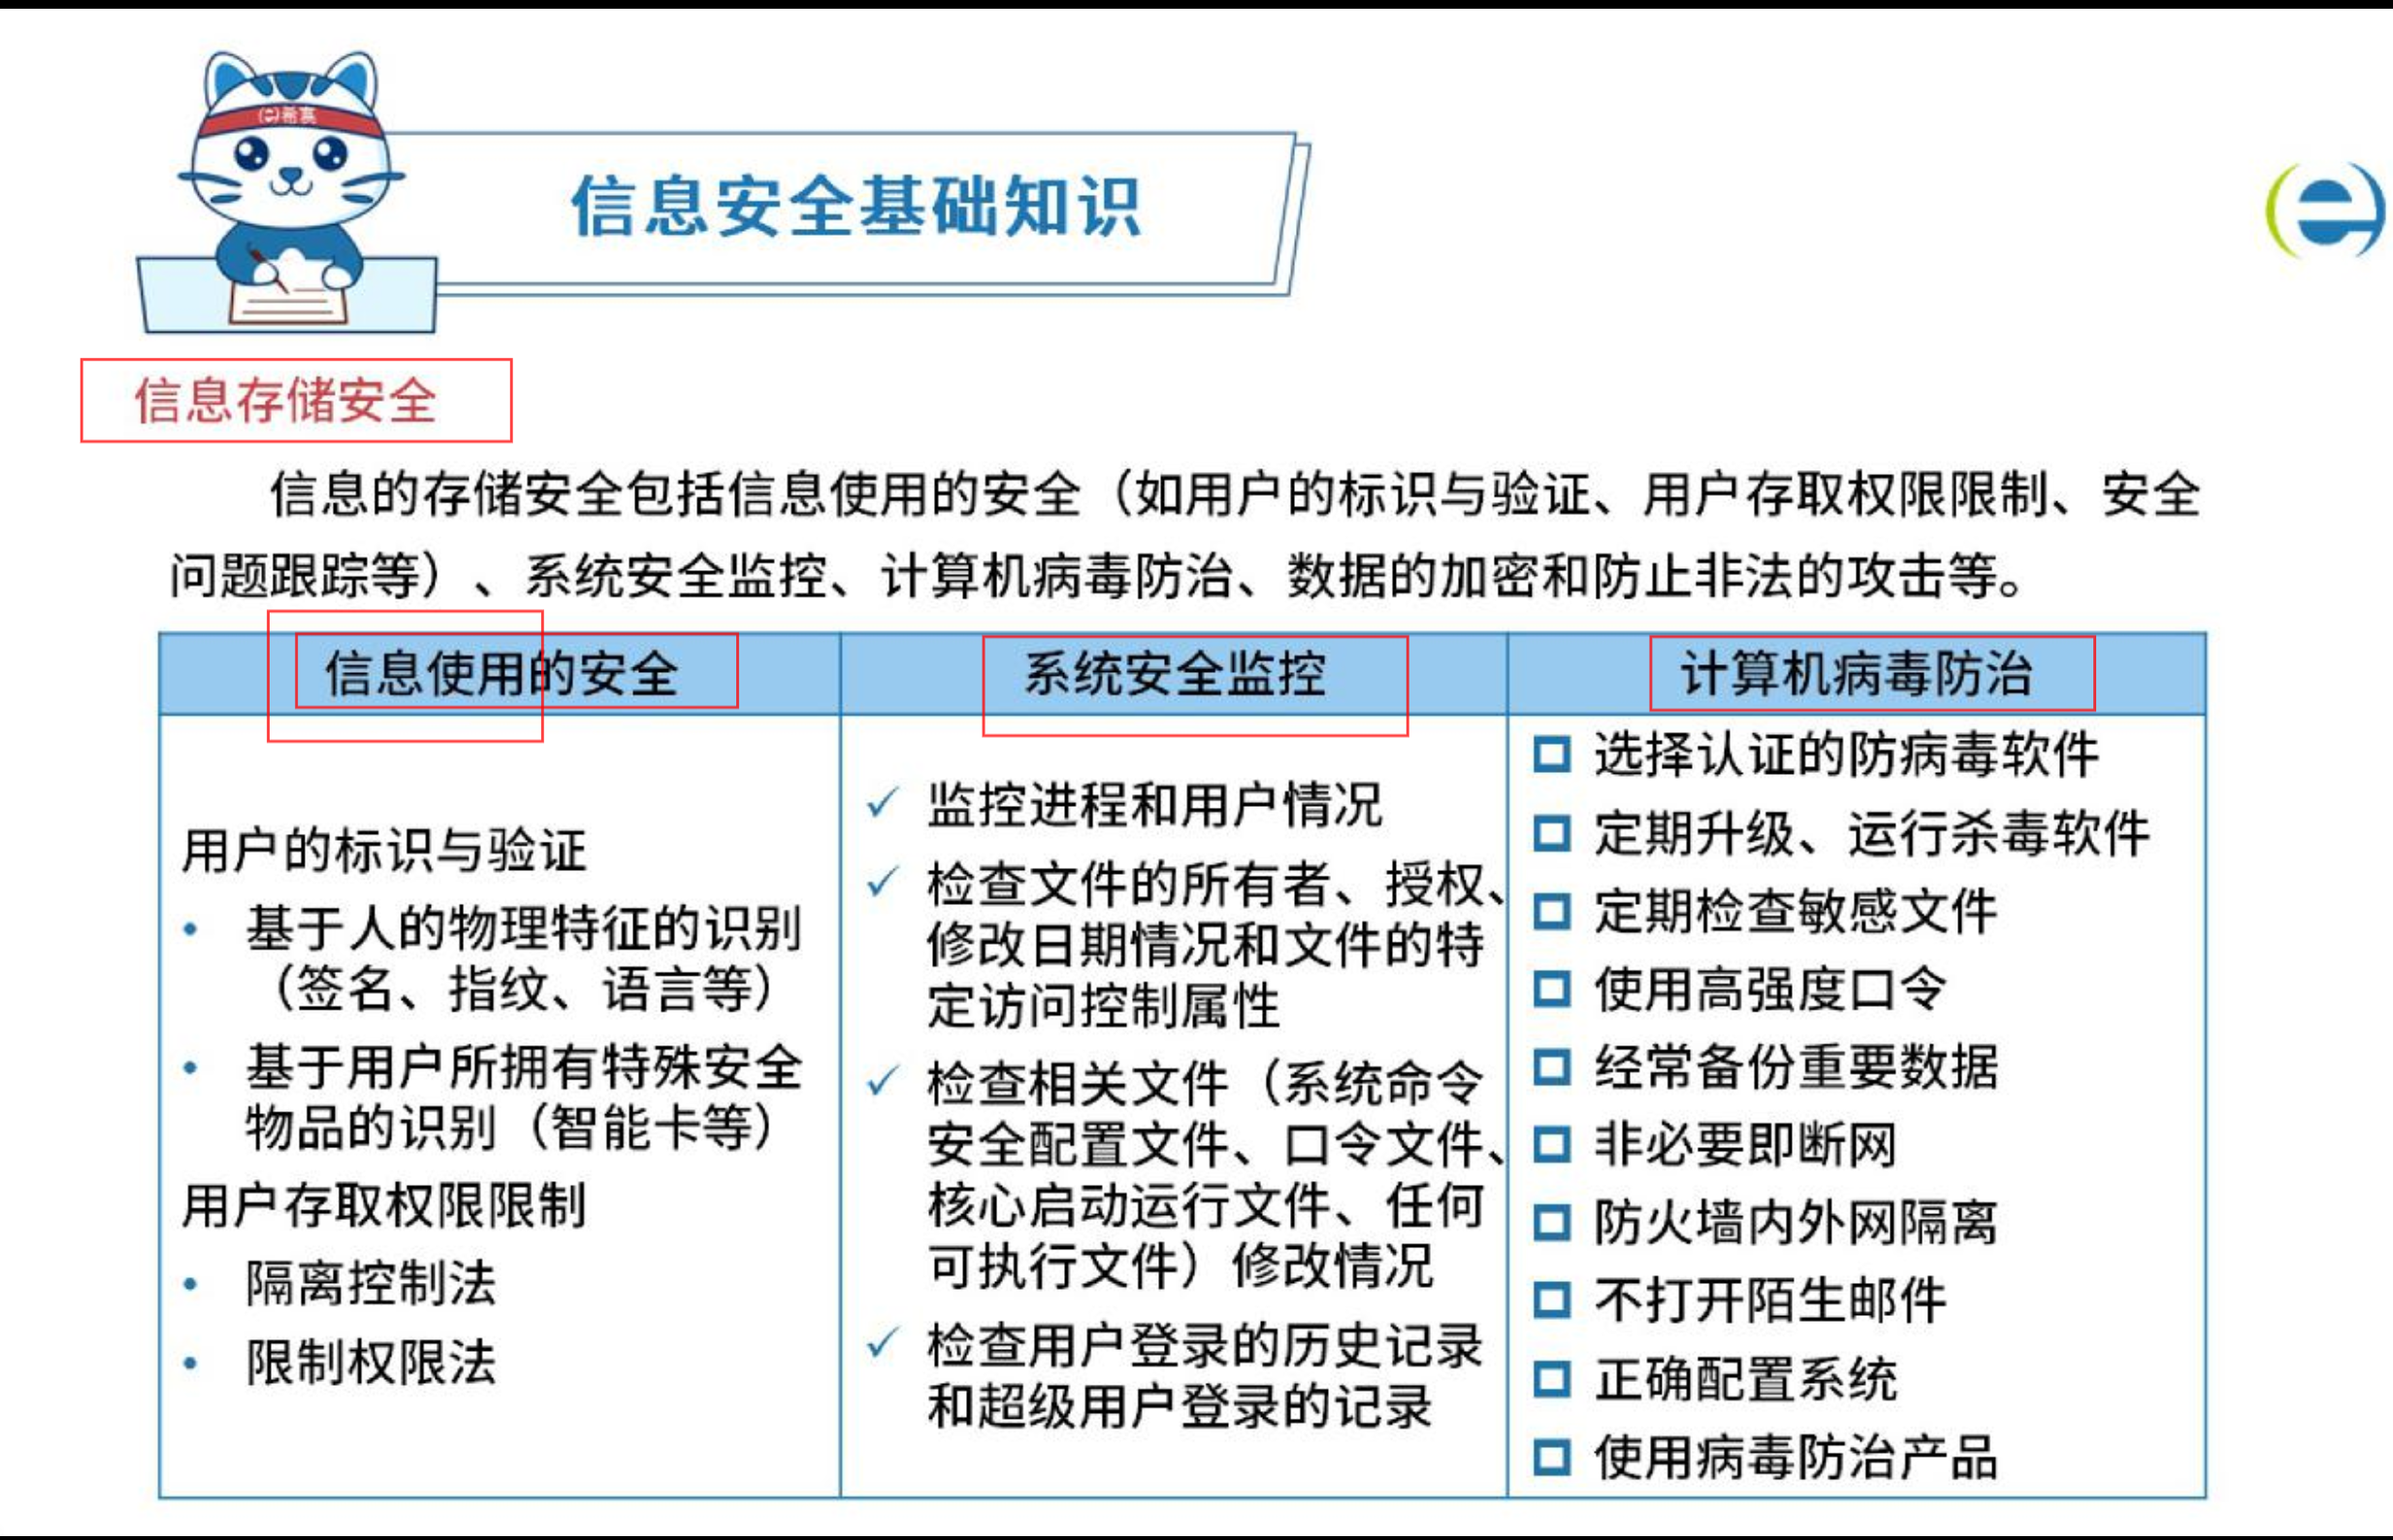 希赛
信息安全基础知识
信息存储安全
信息的存储安全包括信息使用的安全（如用户的标识与验证、用户存取权限限制、安全
问题跟踪等）、系统安全监控、计算机病毒防治、数据的加密和防止非法的攻击等。
信息使用的安全
系统安全监控
计算机病毒防治
用户的标识与验证
• 基于人的物理特征的识别
（签名、指纹、语言等）
• 基于用户所拥有特殊安全
物品的识别（智能卡等）
用户存取权限限制
• 隔离控制法
• 限制权限法
✓ 监控进程和用户情况
✓ 检查文件的所有者、授权、
修改日期情况和文件的特
定访问控制属性
✓ 检查相关文件（系统命令
安全配置文件、口令文件、
核心启动运行文件、任何
可执行文件）修改情况
✓ 检查用户登录的历史记录
和超级用户登录的记录
选择认证的防病毒软件
定期升级、运行杀毒软件
定期检查敏感文件
使用高强度口令
经常备份重要数据
非必要即断网
防火墙内外网隔离
不打开陌生邮件
正确配置系统
使用病毒防治产品